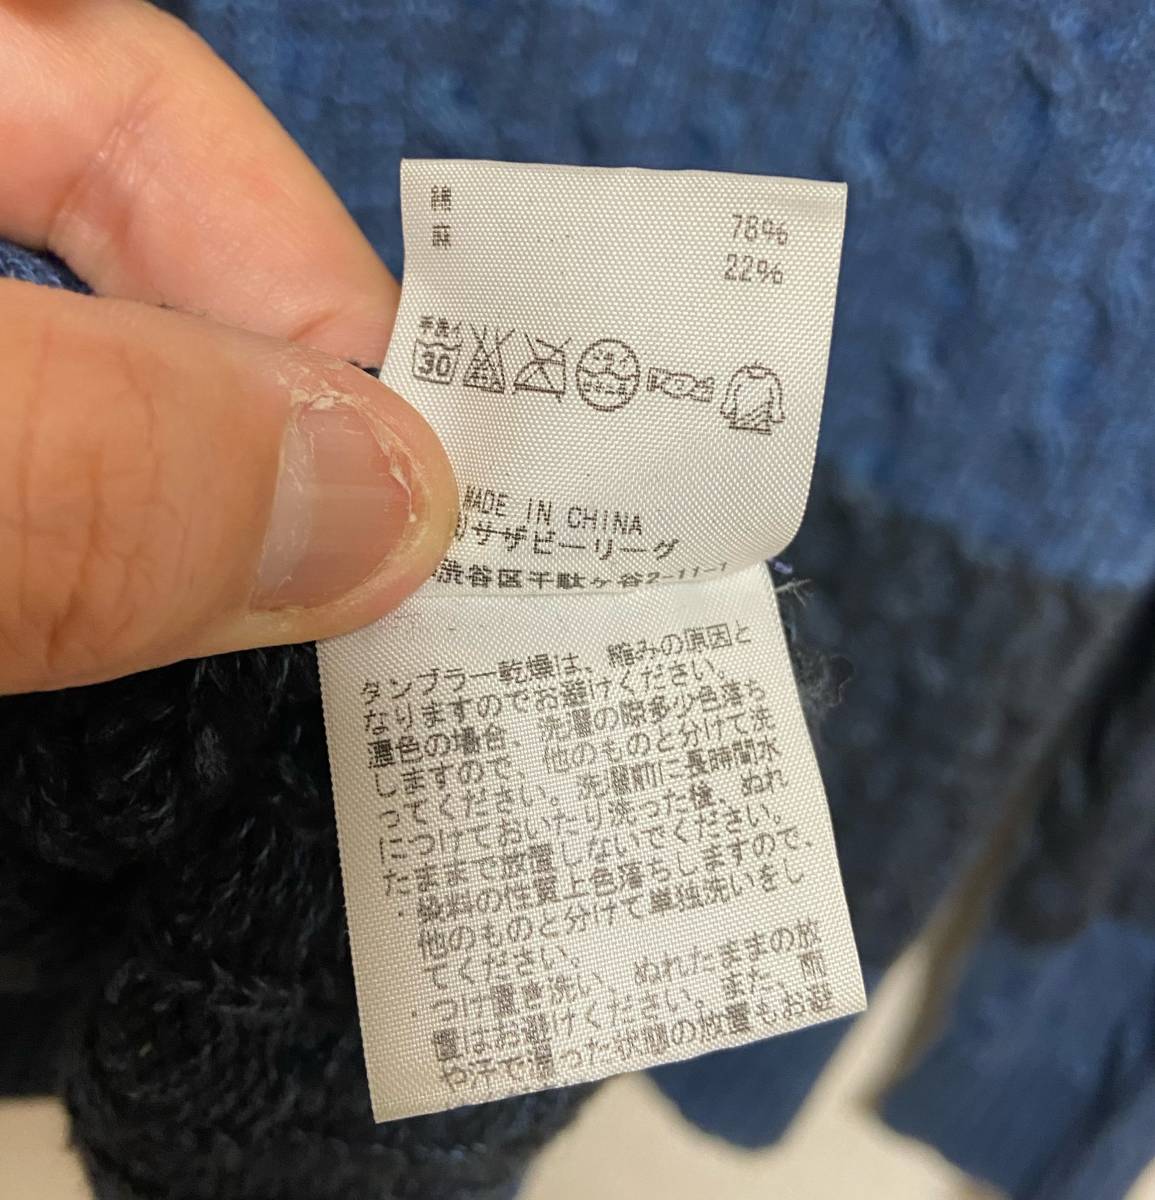 綿 78%
麻 22%
手洗イ
30
MADE IN CHINA
サザビーリーグ
渋谷区千駄ヶ谷2-11-1
タンブラー乾燥は、縮みの原因と
なりますのでお避けください。
濃色の場合、洗濯の際多少色落ち
しますので、他のものと分けて洗
ってください。洗濯前に長時間水
につけておいたり洗った後、ぬれ
たままで放置しないでください。
・染料の性質上色落ちしますので、
他のものと分けて単独洗いをし
てください。
・つけ置き洗い、ぬれたままの放
置はお避けください。また、雨
や汗で湿った状態の放置もお避